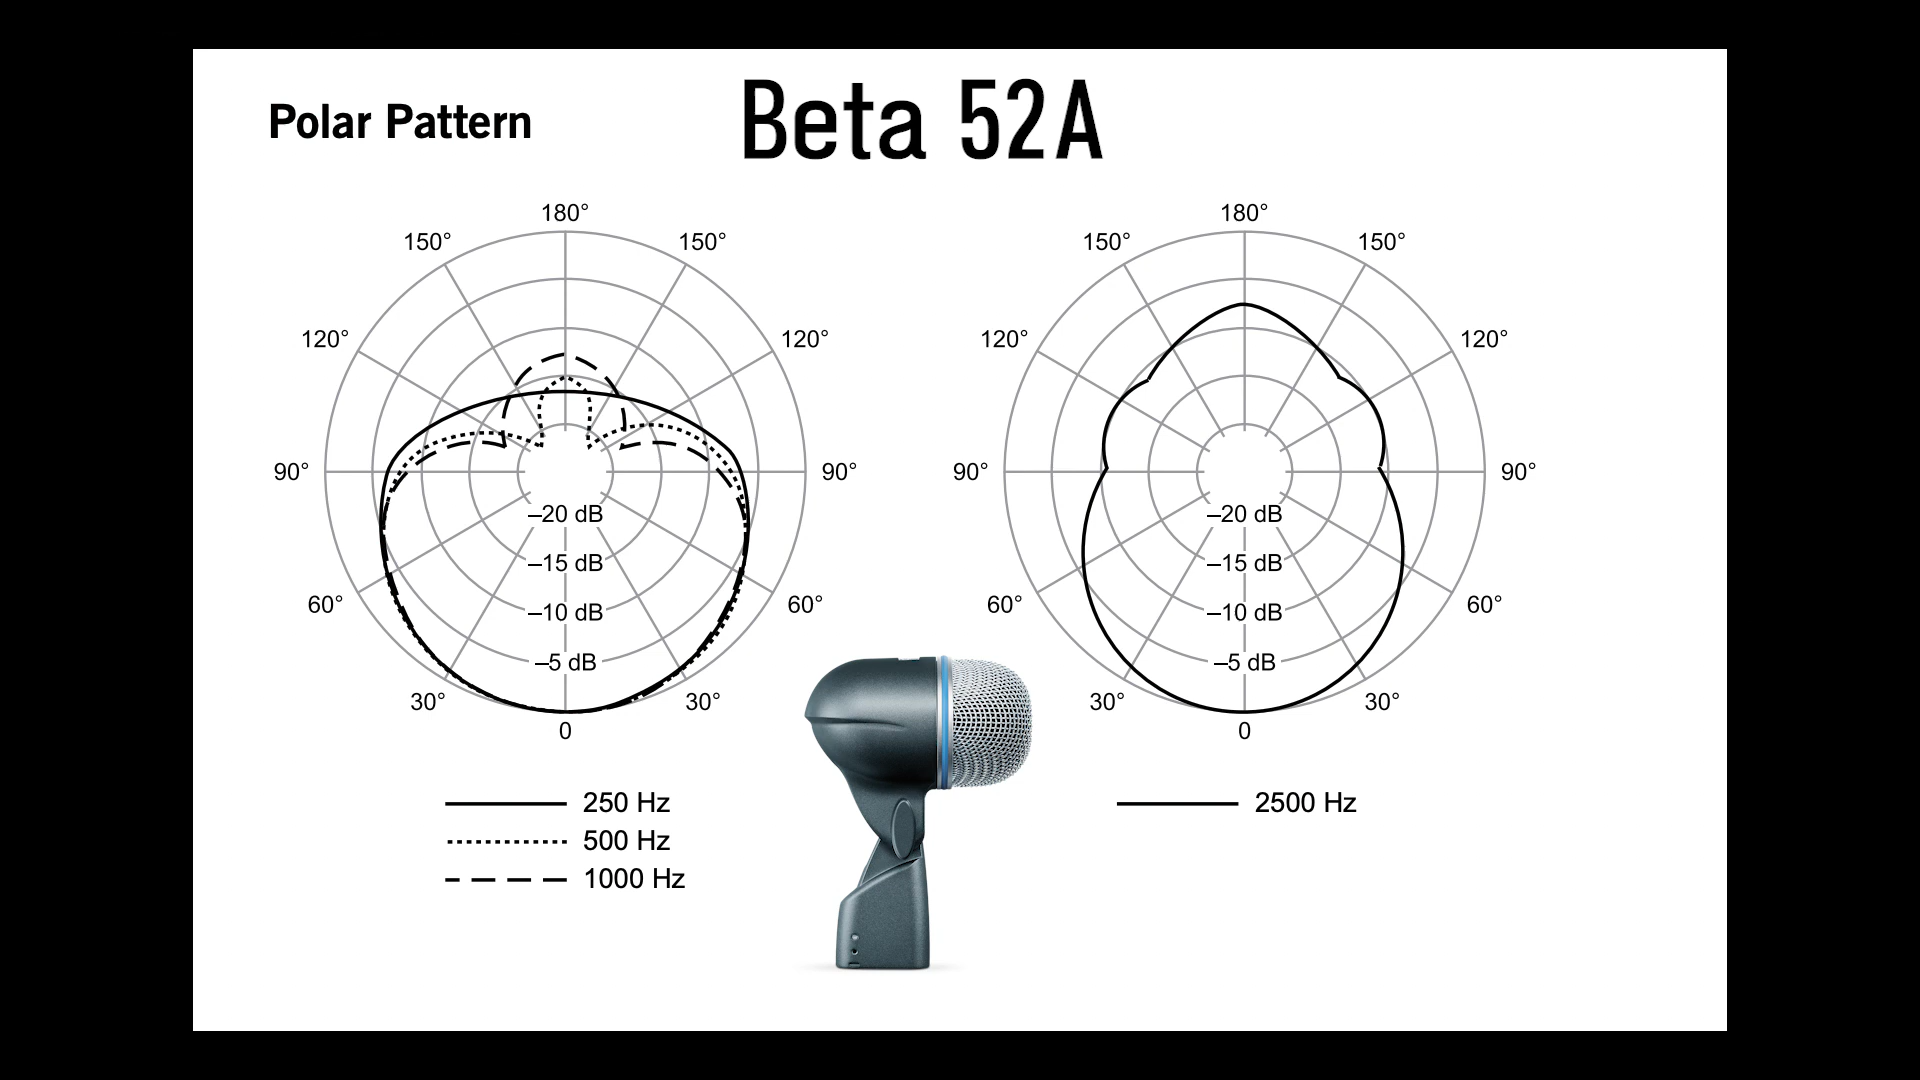 Polar Pattern
Beta 52A
180°
150° 150°
120° 120°
90° 90°
60° 60°
30° 30°
0
–20 dB
–15 dB
–10 dB
–5 dB
250 Hz
500 Hz
1000 Hz
180°
150° 150°
120° 120°
90° 90°
60° 60°
30° 30°
0
–20 dB
–15 dB
–10 dB
–5 dB
2500 Hz